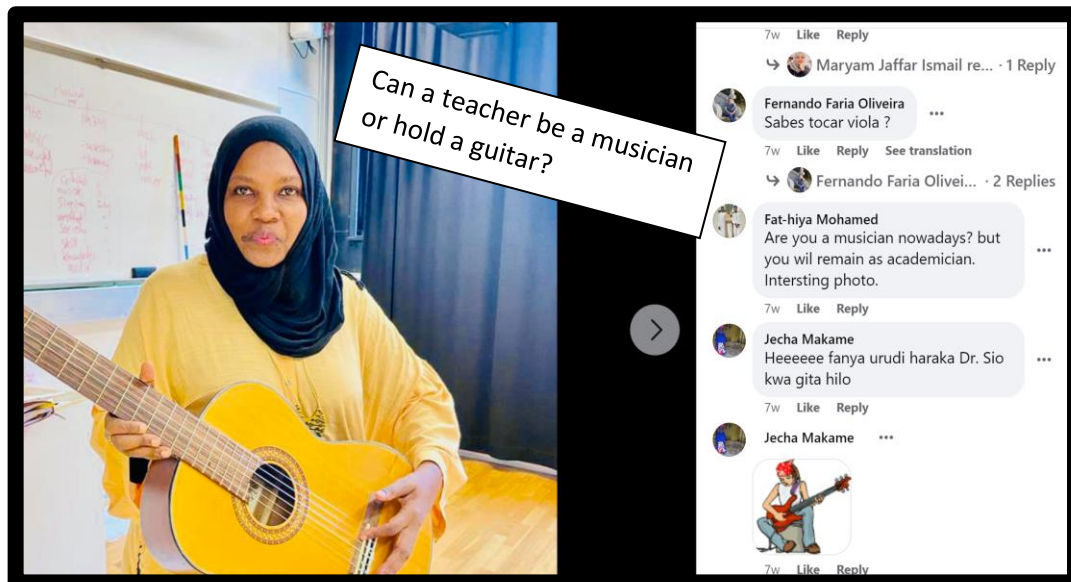 Can a teacher be a musician
or hold a guitar?
7w Like Reply
Maryam Jaffar Ismail re... · 1 Reply
Fernando Faria Oliveira
Sabes tocar viola ?
7w Like Reply See translation
Fernando Faria Olivei... · 2 Replies
Fat-hiya Mohamed
Are you a musician nowadays? but
you wil remain as academician.
Intersting photo.
7w Like Reply
Jecha Makame
Heeeeee fanya urudi haraka Dr. Sio
kwa gita hilo
7w Like Reply
Jecha Makame
7w Like Reply